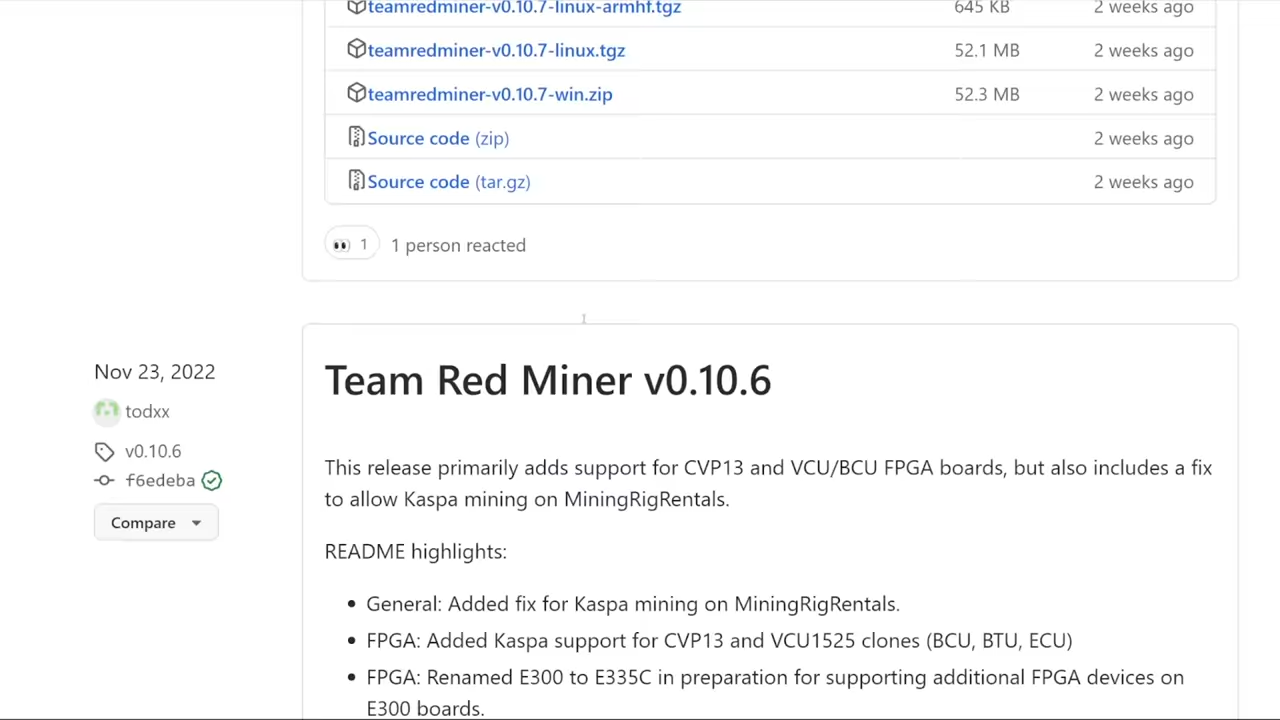 teamredminer-v0.10.7-linux-armhf.tgz 645 KB 2 weeks ago
teamredminer-v0.10.7-linux.tgz 52.1 MB 2 weeks ago
teamredminer-v0.10.7-win.zip 52.3 MB 2 weeks ago
Source code (zip) 2 weeks ago
Source code (tar.gz) 2 weeks ago
1 1 person reacted
Nov 23, 2022
todxx
v0.10.6
f6edeba
Compare
Team Red Miner v0.10.6
This release primarily adds support for CVP13 and VCU/BCU FPGA boards, but also includes a fix
to allow Kaspa mining on MiningRigRentals.
README highlights:
• General: Added fix for Kaspa mining on MiningRigRentals.
• FPGA: Added Kaspa support for CVP13 and VCU1525 clones (BCU, BTU, ECU)
• FPGA: Renamed E300 to E335C in preparation for supporting additional FPGA devices on
E300 boards.